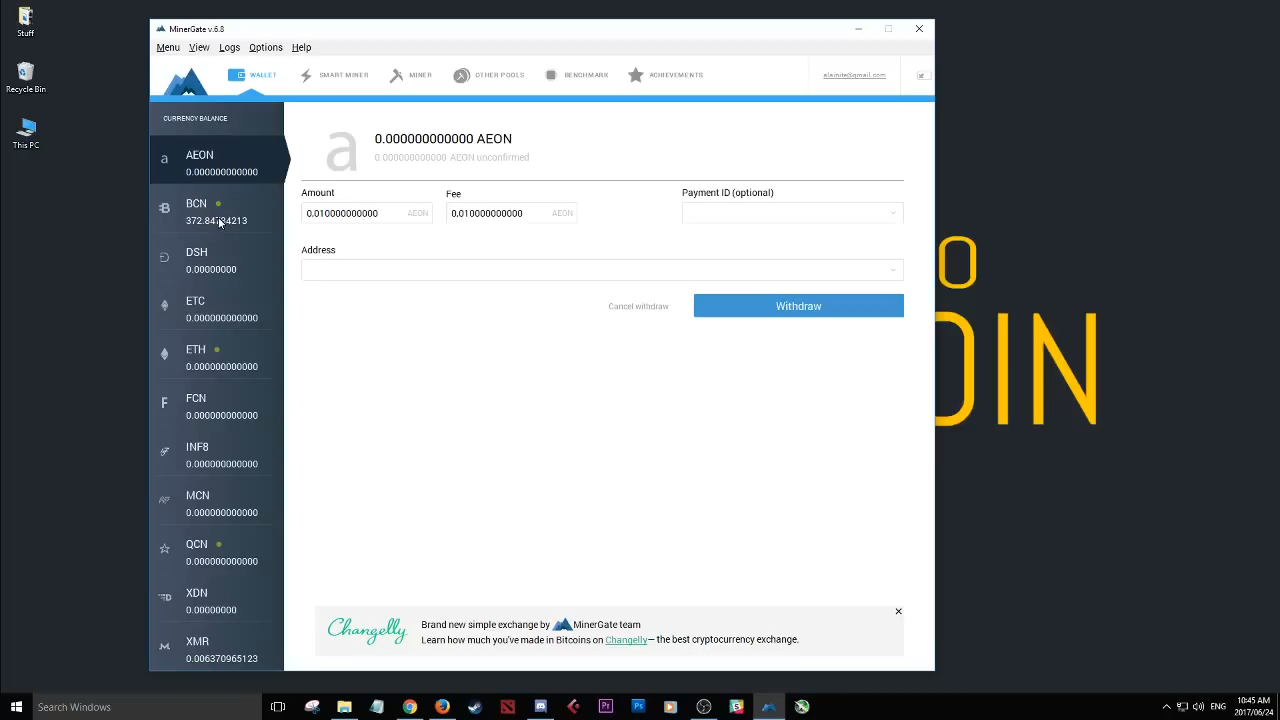 Stuff
Recycle Bin
This PC
MinerGate v.6.8
Menu View Logs Options Help
WALLET SMART MINER MINER OTHER POOLS BENCHMARK ACHIEVEMENTS
alainite@gmail.com
CURRENCY BALANCE
AEON
0.000000000000
BCN
DSH
0.00000000
ETC
0.000000000000
ETH
0.000000000000
FCN
0.000000000000
INF8
0.000000000000
MCN
0.000000000000
QCN
0.000000000000
XDN
0.00000000
XMR
0.006370965123
a
0.000000000000 AEON
0.000000000000 AEON unconfirmed
Amount Fee Payment ID (optional)
0.010000000000 AEON 0.010000000000 AEON
Address
Cancel withdraw Withdraw
Changelly
Brand new simple exchange by MinerGate team
Learn how much you've made in Bitcoins on Changelly — the best cryptocurrency exchange.
Search Windows
ENG
10:45 AM
2017/06/24